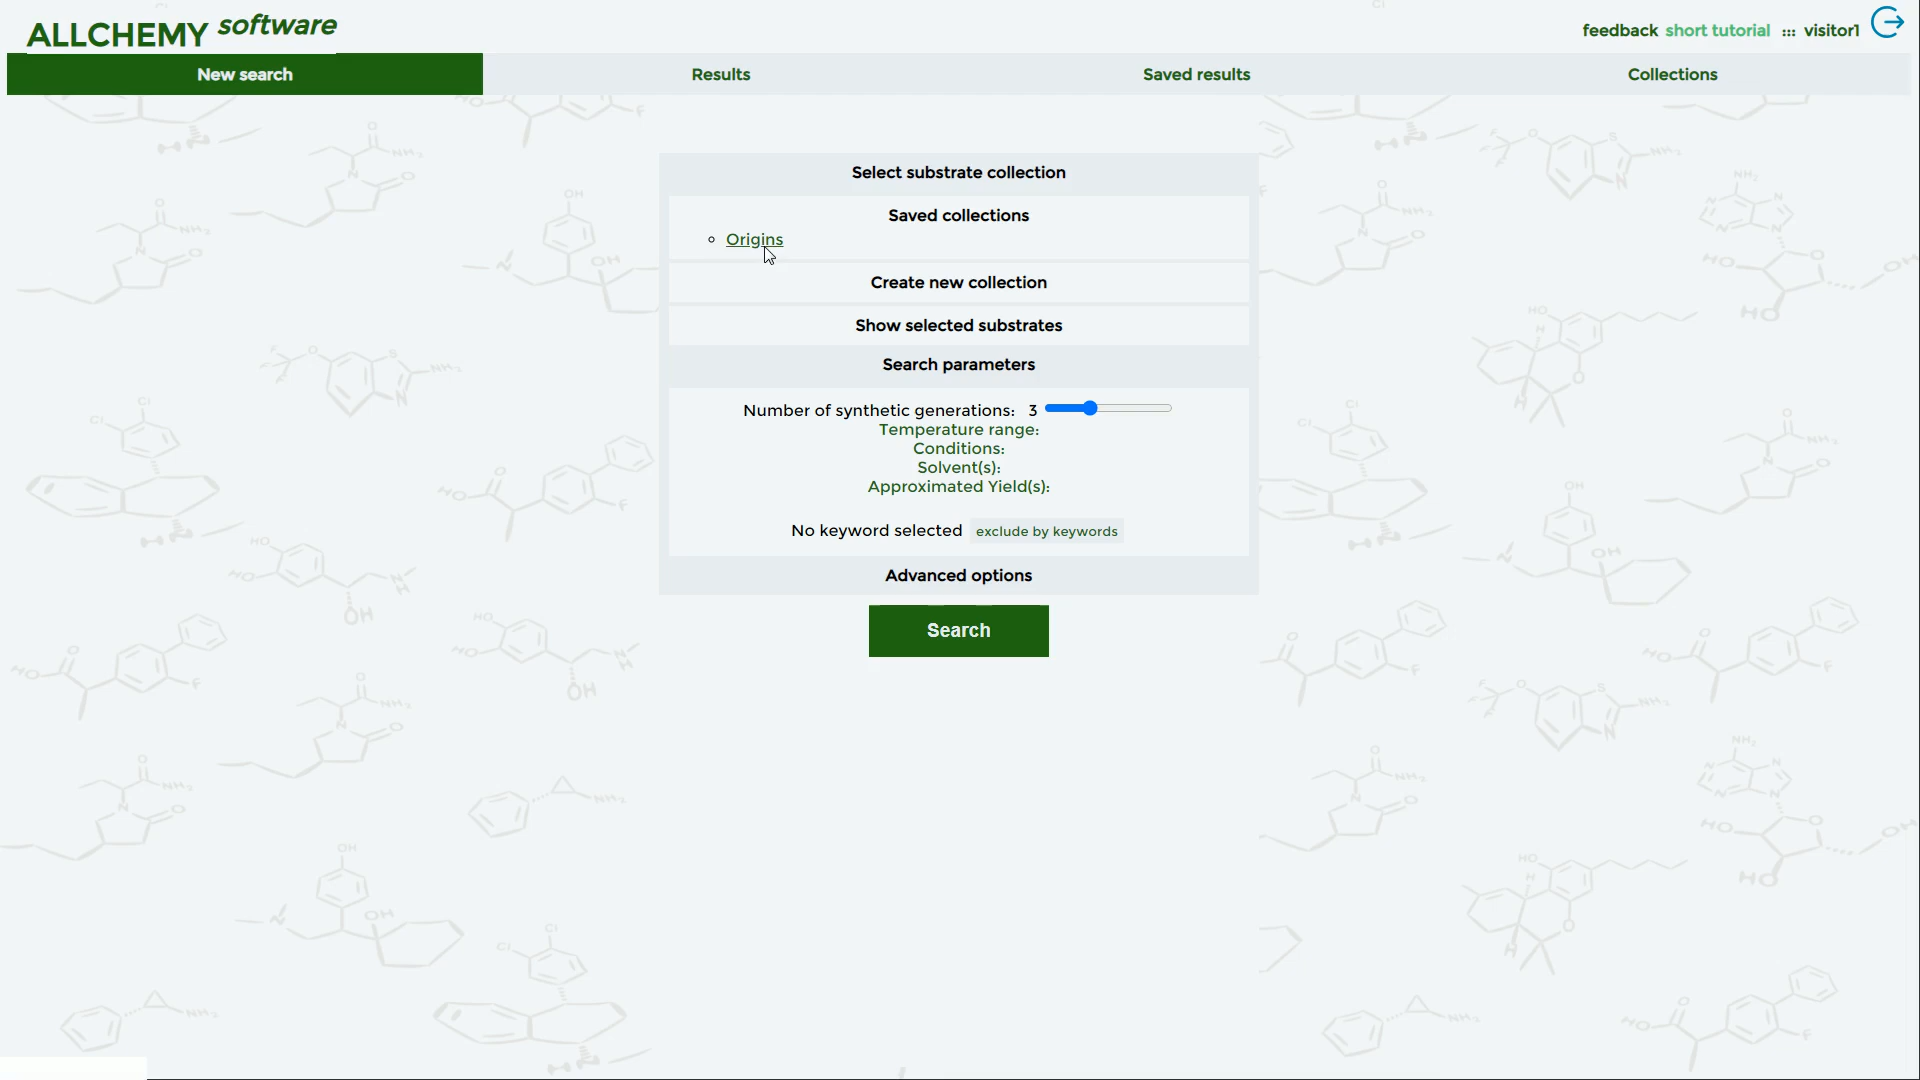 ALLCHEMY software
feedback short tutorial ::: visitor1
New search Results Saved results Collections
Select substrate collection
Saved collections
Origins
Create new collection
Show selected substrates
Search parameters
Number of synthetic generations: 3
Temperature range:
Conditions:
Solvent(s):
Approximated Yield(s):
No keyword selected exclude by keywords
Advanced options
Search